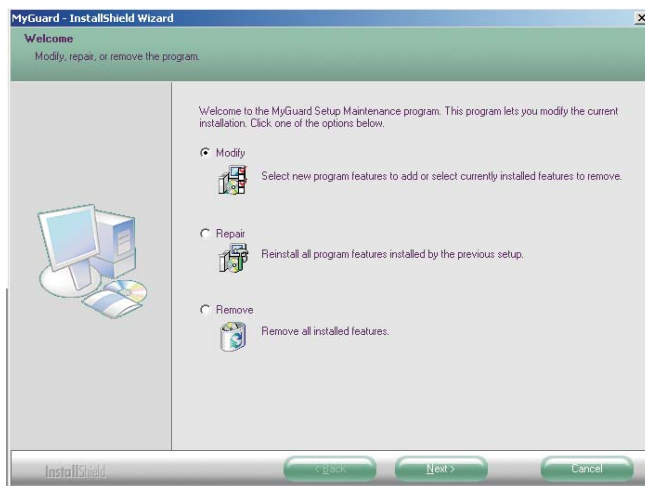 MyGuard - InstallShield Wizard
Welcome
Modify, repair, or remove the program.
Welcome to the MyGuard Setup Maintenance program. This program lets you modify the current
installation. Click one of the options below.
Modify
Select new program features to add or select currently installed features to remove.
Repair
Reinstall all program features installed by the previous setup.
Remove
Remove all installed features.
InstallShield
< Back
Next >
Cancel